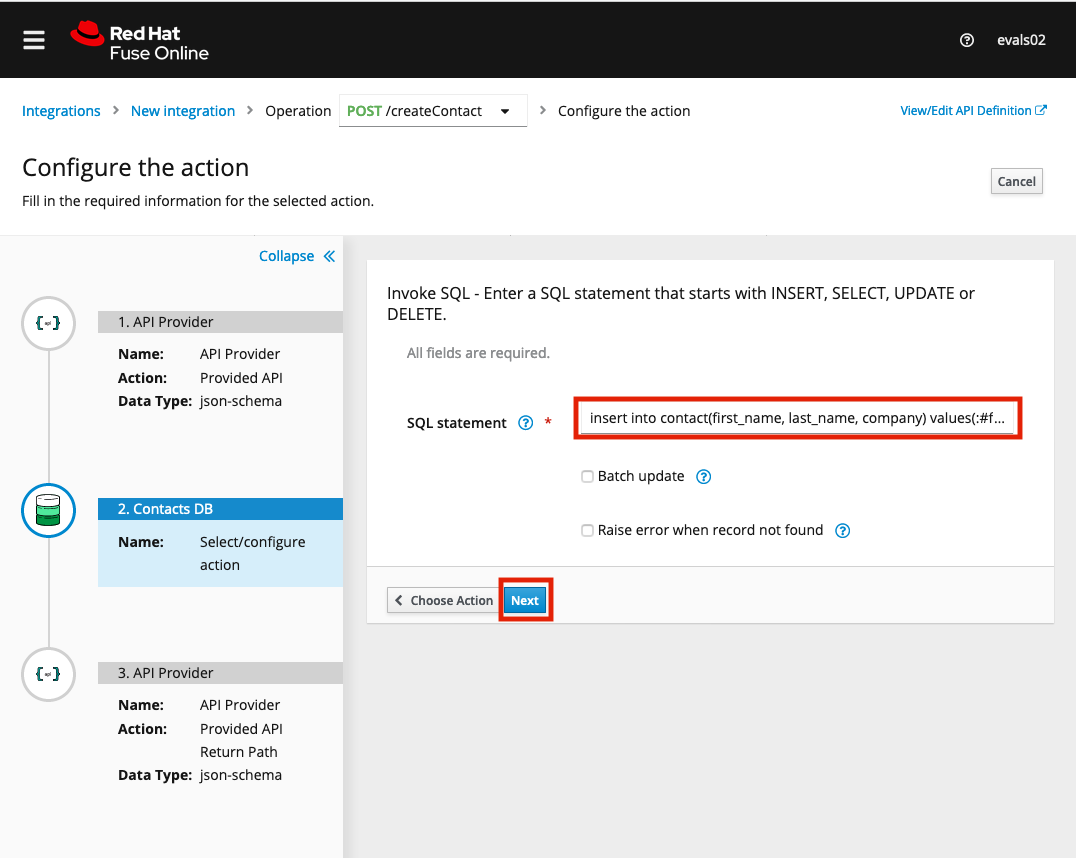 Red Hat
Fuse Online
evals02
Integrations > New integration > Operation POST /createContact > Configure the action
View/Edit API Definition
Configure the action
Fill in the required information for the selected action.
Cancel
Collapse
1. API Provider
Name: API Provider
Action: Provided API
Data Type: json-schema
2. Contacts DB
Name: Select/configure
action
3. API Provider
Name: API Provider
Action: Provided API
Return Path
Data Type: json-schema
Invoke SQL - Enter a SQL statement that starts with INSERT, SELECT, UPDATE or
DELETE.
All fields are required.
SQL statement ? * insert into contact(first_name, last_name, company) values(:#f...
Batch update ?
Raise error when record not found ?
< Choose Action Next